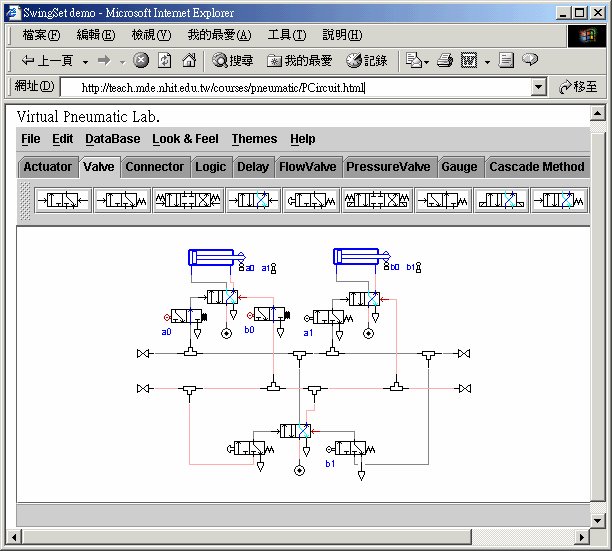 SwingSet demo - Microsoft Internet Explorer
檔案(F) 編輯(E) 檢視(V) 我的最愛(A) 工具(T) 說明(H)
上一頁 搜尋 我的最愛 記錄
網址(D) http://teach.mde.nhit.edu.tw/courses/pneumatic/PCircuit.html 移至
Virtual Pneumatic Lab.
File Edit DataBase Look & Feel Themes Help
Actuator Valve Connector Logic Delay FlowValve PressureValve Gauge Cascade Method
a0 a1 b0 b1
a0 b0 a1
b1